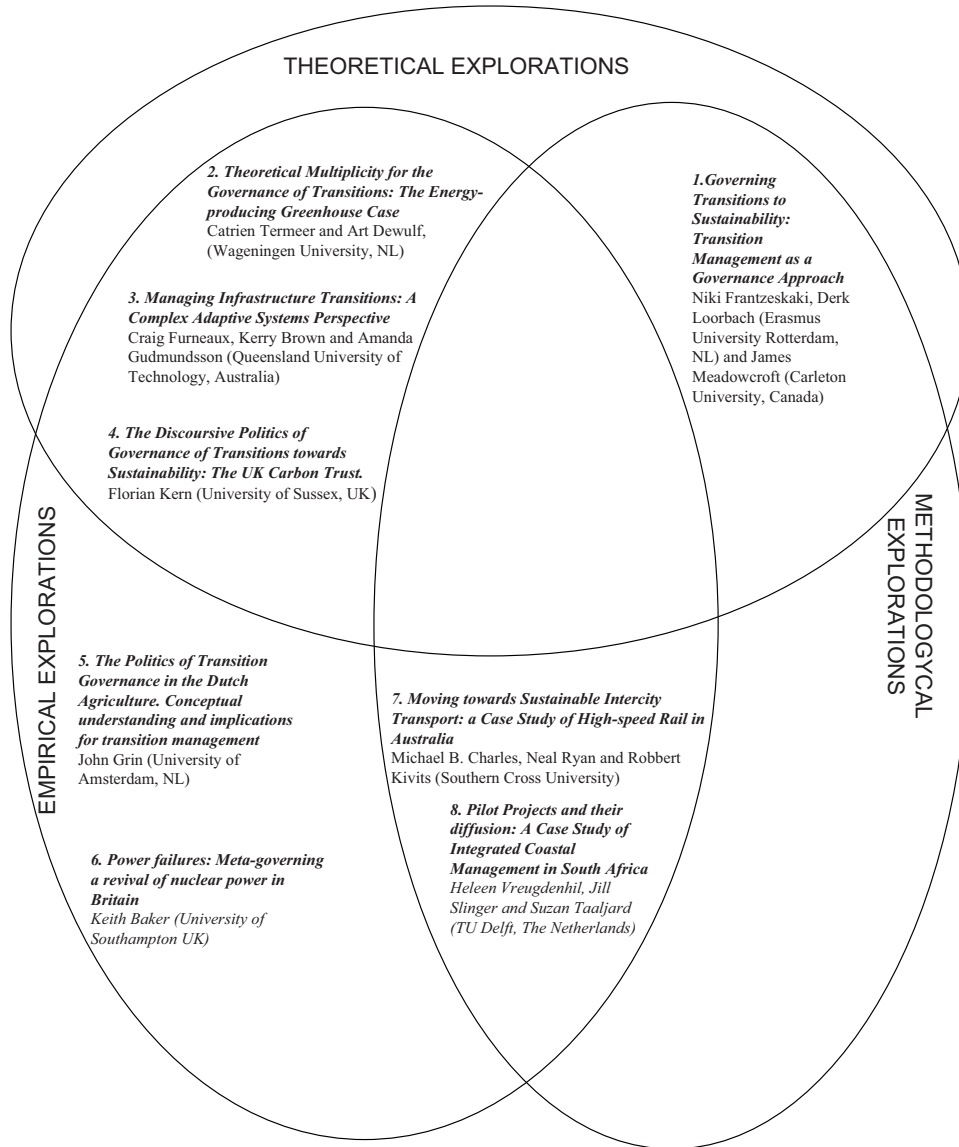 THEORETICAL EXPLORATIONS
2. Theoretical Multiplicity for the
Governance of Transitions: The Energy-
producing Greenhouse Case
Catrien Termeer and Art Dewulf,
(Wageningen University, NL)
1.Governing
Transitions to
Sustainability:
Transition
Management as a
Governance Approach
Niki Frantzeskaki, Derk
Loorbach (Erasmus
University Rotterdam,
NL) and James
Meadowcroft (Carleton
University, Canada)
3. Managing Infrastructure Transitions: A
Complex Adaptive Systems Perspective
Craig Furneaux, Kerry Brown and Amanda
Gudmundsson (Queensland University of
Technology, Australia)
4. The Discoursive Politics of
Governance of Transitions towards
Sustainability: The UK Carbon Trust.
Florian Kern (University of Sussex, UK)
EMPIRICAL EXPLORATIONS
METHODOLOGYCAL
EXPLORATIONS
5. The Politics of Transition
Governance in the Dutch
Agriculture. Conceptual
understanding and implications
for transition management
John Grin (University of
Amsterdam, NL)
7. Moving towards Sustainable Intercity
Transport: a Case Study of High-speed Rail in
Australia
Michael B. Charles, Neal Ryan and Robbert
Kivits (Southern Cross University)
8. Pilot Projects and their
diffusion: A Case Study of
Integrated Coastal
Management in South Africa
Heleen Vreugdenhil, Jill
Slinger and Suzan Taaljard
(TU Delft, The Netherlands)
6. Power failures: Meta-governing
a revival of nuclear power in
Britain
Keith Baker (University of
Southampton UK)